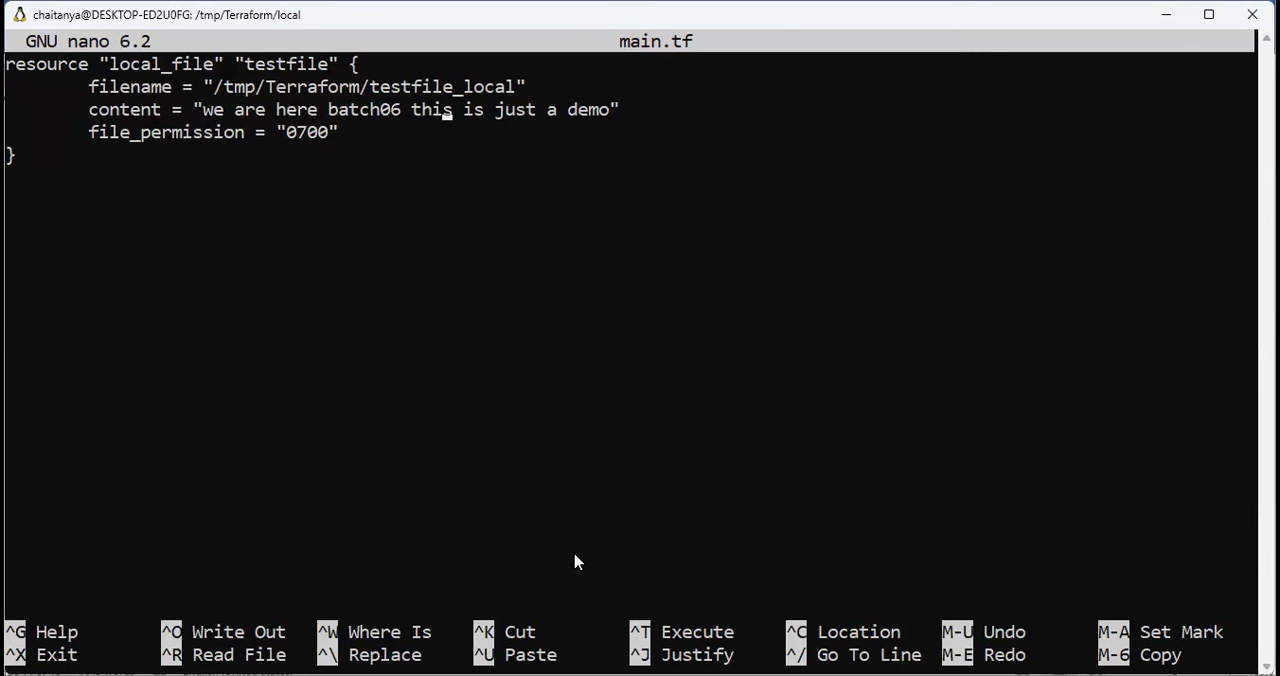 chaitanya@DESKTOP-ED2U0FG: /tmp/Terraform/local
GNU nano 6.2 main.tf
resource "local_file" "testfile" {
        filename = "/tmp/Terraform/testfile_local"
        content = "we are here batch06 this is just a demo"
        file_permission = "0700"
}
^G Help ^O Write Out ^W Where Is ^K Cut ^T Execute ^C Location M-U Undo M-A Set Mark
^X Exit ^R Read File ^\ Replace ^U Paste ^J Justify ^/ Go To Line M-E Redo M-6 Copy